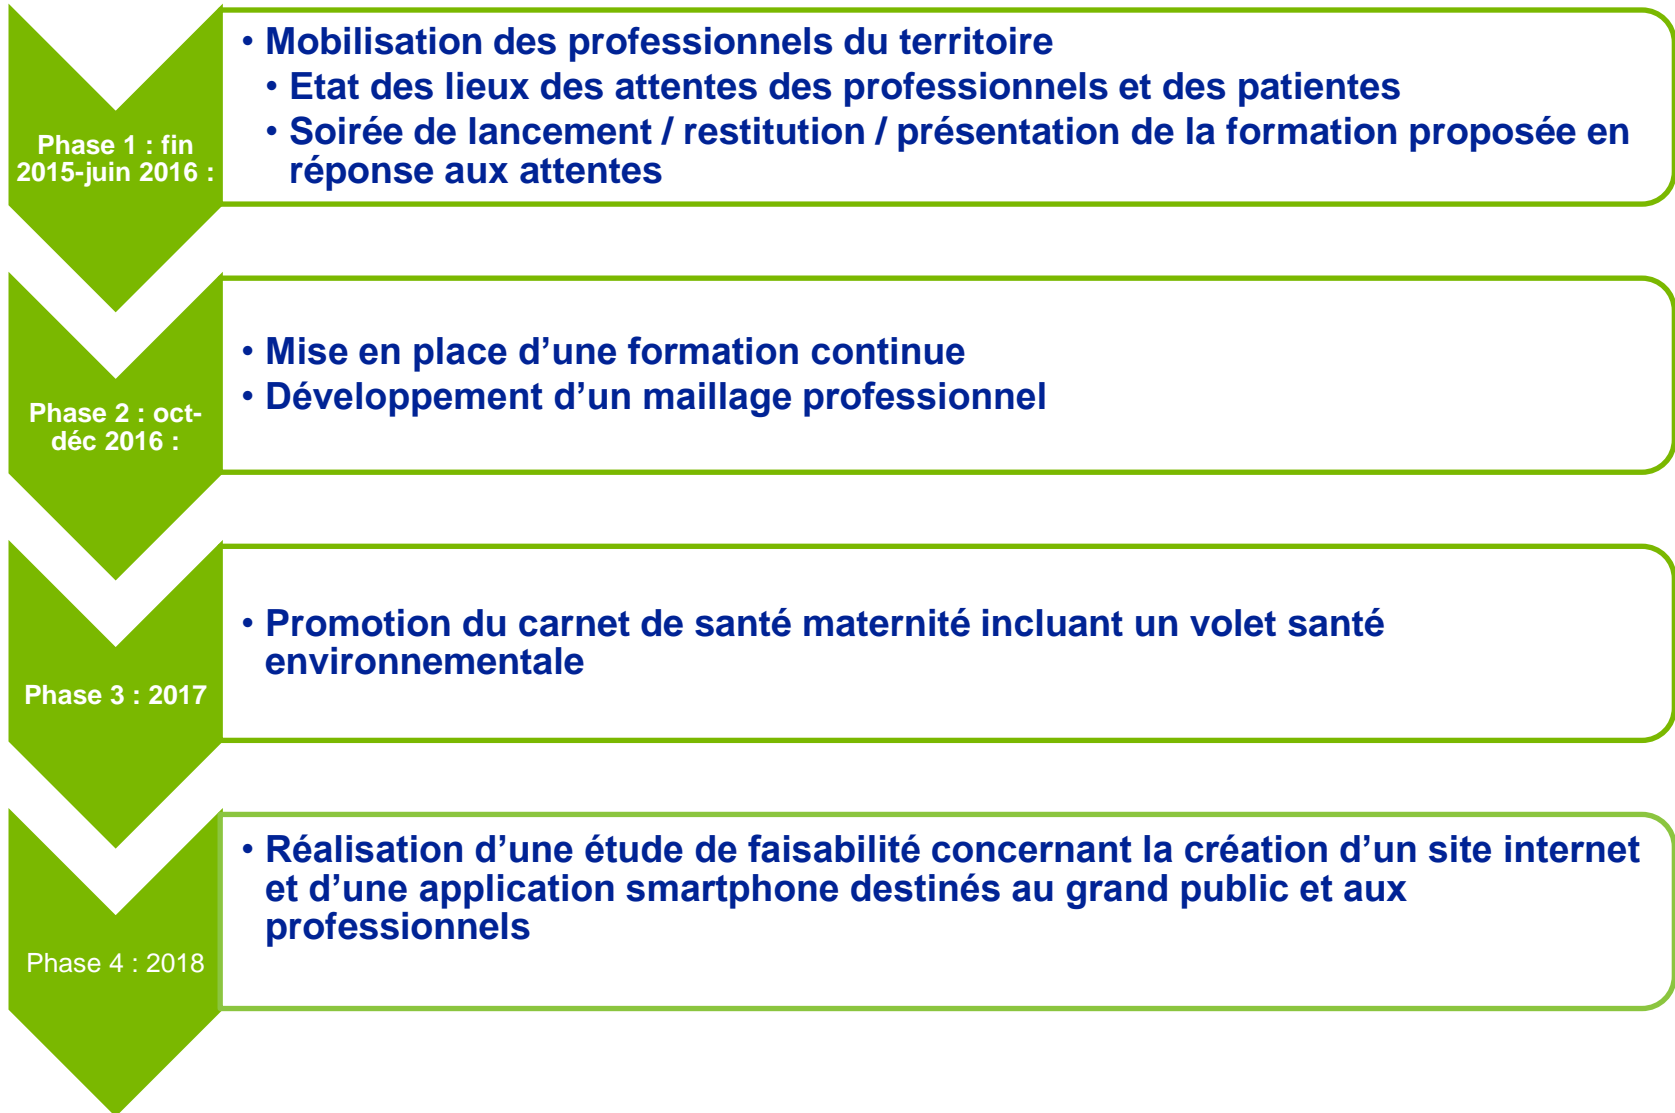 Phase 1 : fin
2015-juin 2016 :
• Mobilisation des professionnels du territoire
• Etat des lieux des attentes des professionnels et des patientes
• Soirée de lancement / restitution / présentation de la formation proposée en
réponse aux attentes
Phase 2 : oct-
déc 2016 :
• Mise en place d’une formation continue
• Développement d’un maillage professionnel
Phase 3 : 2017
• Promotion du carnet de santé maternité incluant un volet santé
environnementale
Phase 4 : 2018
• Réalisation d’une étude de faisabilité concernant la création d’un site internet
et d’une application smartphone destinés au grand public et aux
professionnels